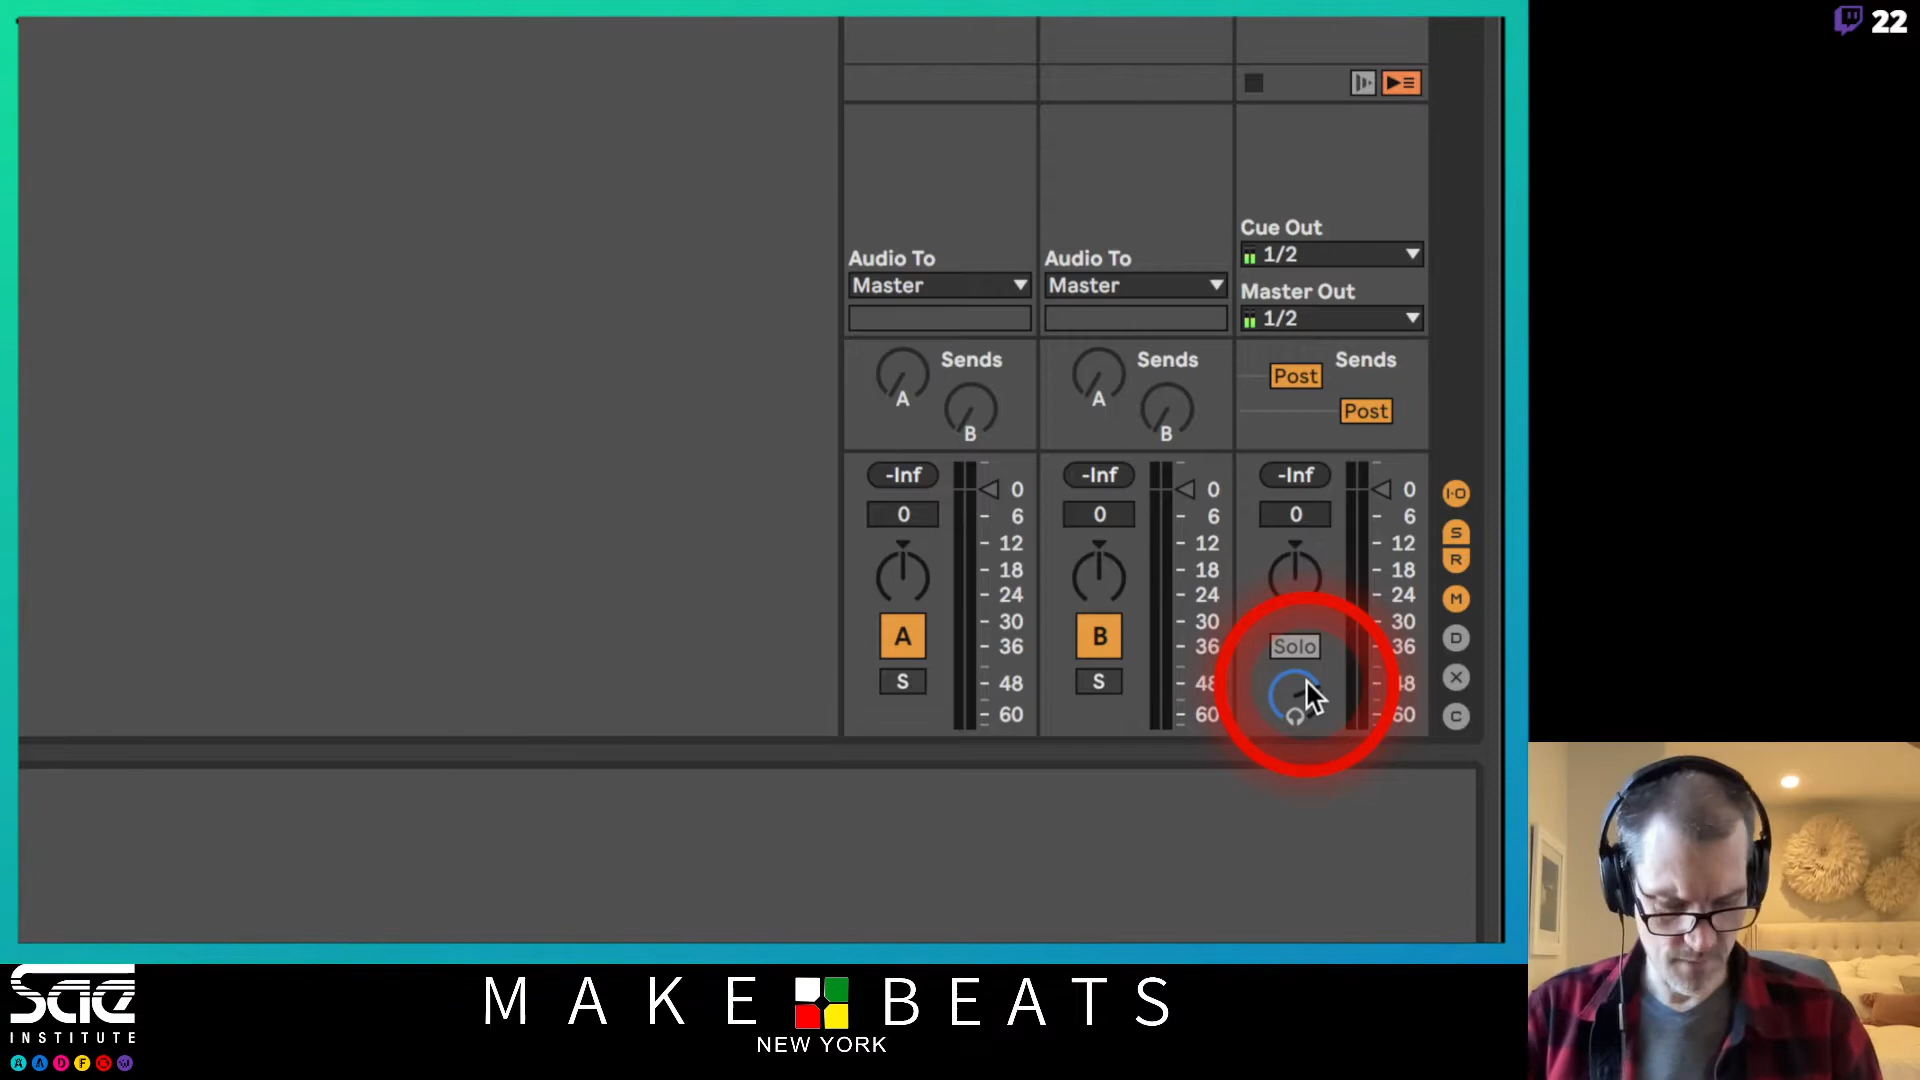 22
Cue Out
1/2
Audio To
Audio To
Master
Master
Master Out
1/2
Sends
A
B
Sends
A
B
Sends
Post
Post
-Inf
0
0
6
12
18
24
30
36
48
60
A
S
-Inf
0
0
6
12
18
24
30
36
48
60
B
S
-Inf
0
0
6
12
18
24
36
48
60
Solo
I·O
S
R
M
D
X
C
sae
INSTITUTE
A A D F W
MAKE BEATS
NEW YORK